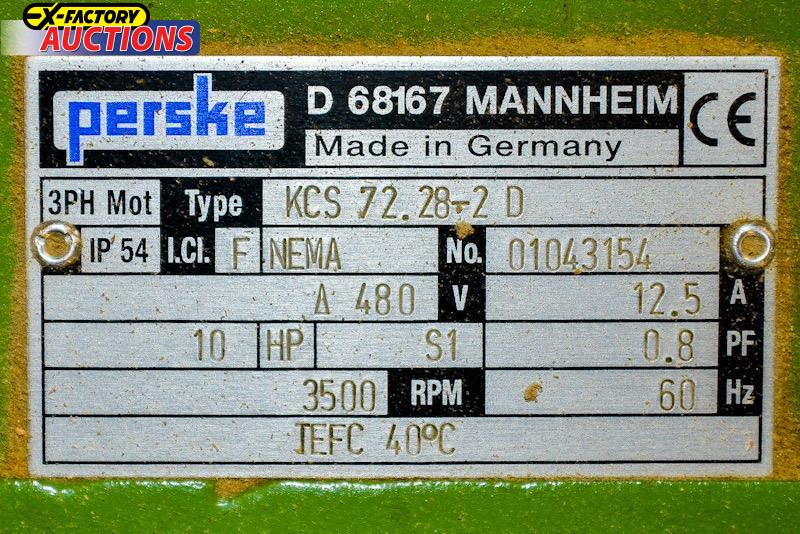 EX-FACTORY
AUCTIONS
perske D 68167 MANNHEIM CE
Made in Germany
3PH Mot Type KCS 72.28-2 D
IP 54 I.Cl. F NEMA No. 01043154
Δ 480 V 12.5 A
10 HP S1 0.8 PF
3500 RPM 60 Hz
TEFC 40°C